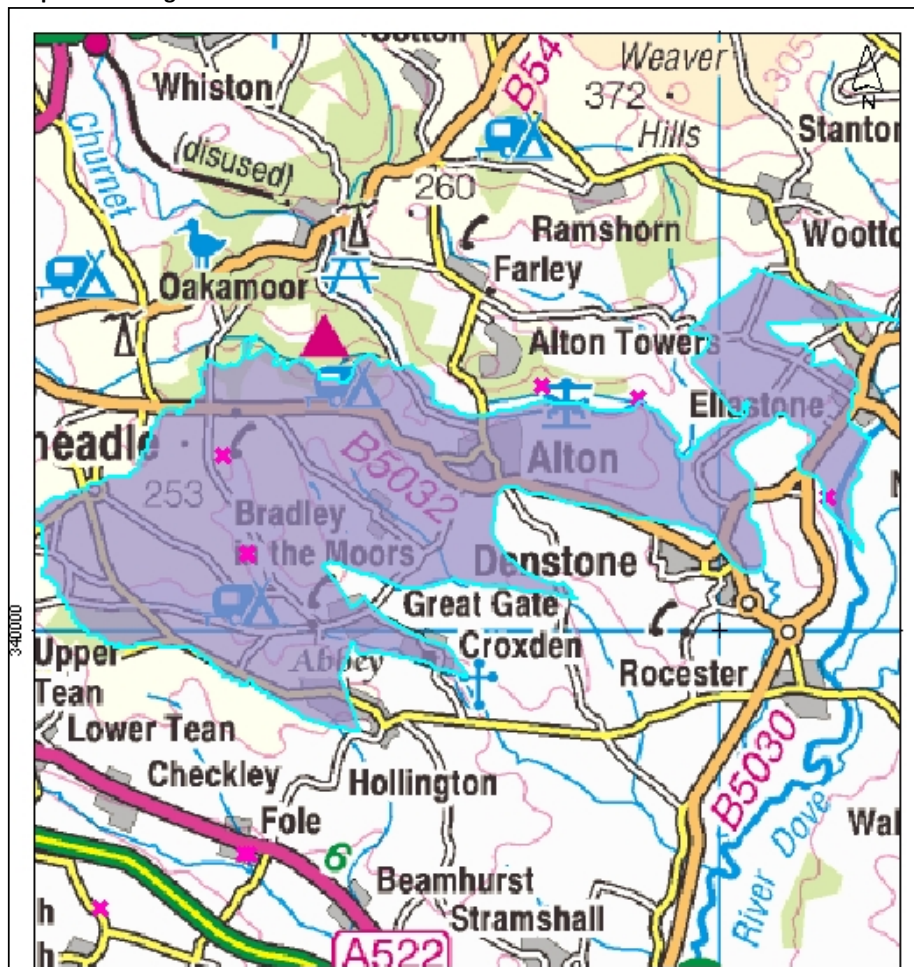 Whiston
Weaver
B54
372
305
Hills
N
Stanton
Churnet
(disused)
260
Ramshorn
Farley
Oakamoor
Alton Towers
Ellastone
headle
253
B5032
Alton
Bradley
in the Moors
Denstone
Great Gate
Croxden
Abbey
340000
Upper
Tean
Rocester
Lower Tean
Checkley
Hollington
Fole
B5030
River Dove
6
Beamhurst
Stramshall
A522
h
h